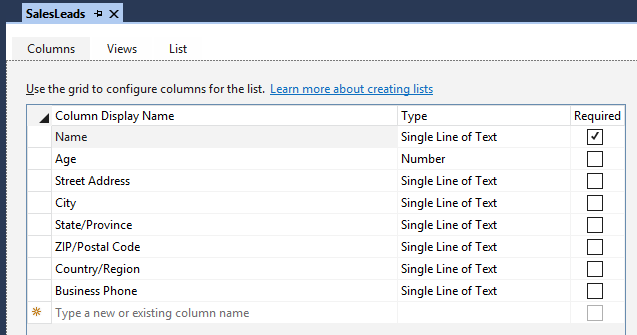 SalesLeads
Columns Views List
Use the grid to configure columns for the list. Learn more about creating lists
Column Display Name Type Required
Name Single Line of Text
Age Number
Street Address Single Line of Text
City Single Line of Text
State/Province Single Line of Text
ZIP/Postal Code Single Line of Text
Country/Region Single Line of Text
Business Phone Single Line of Text
Type a new or existing column name